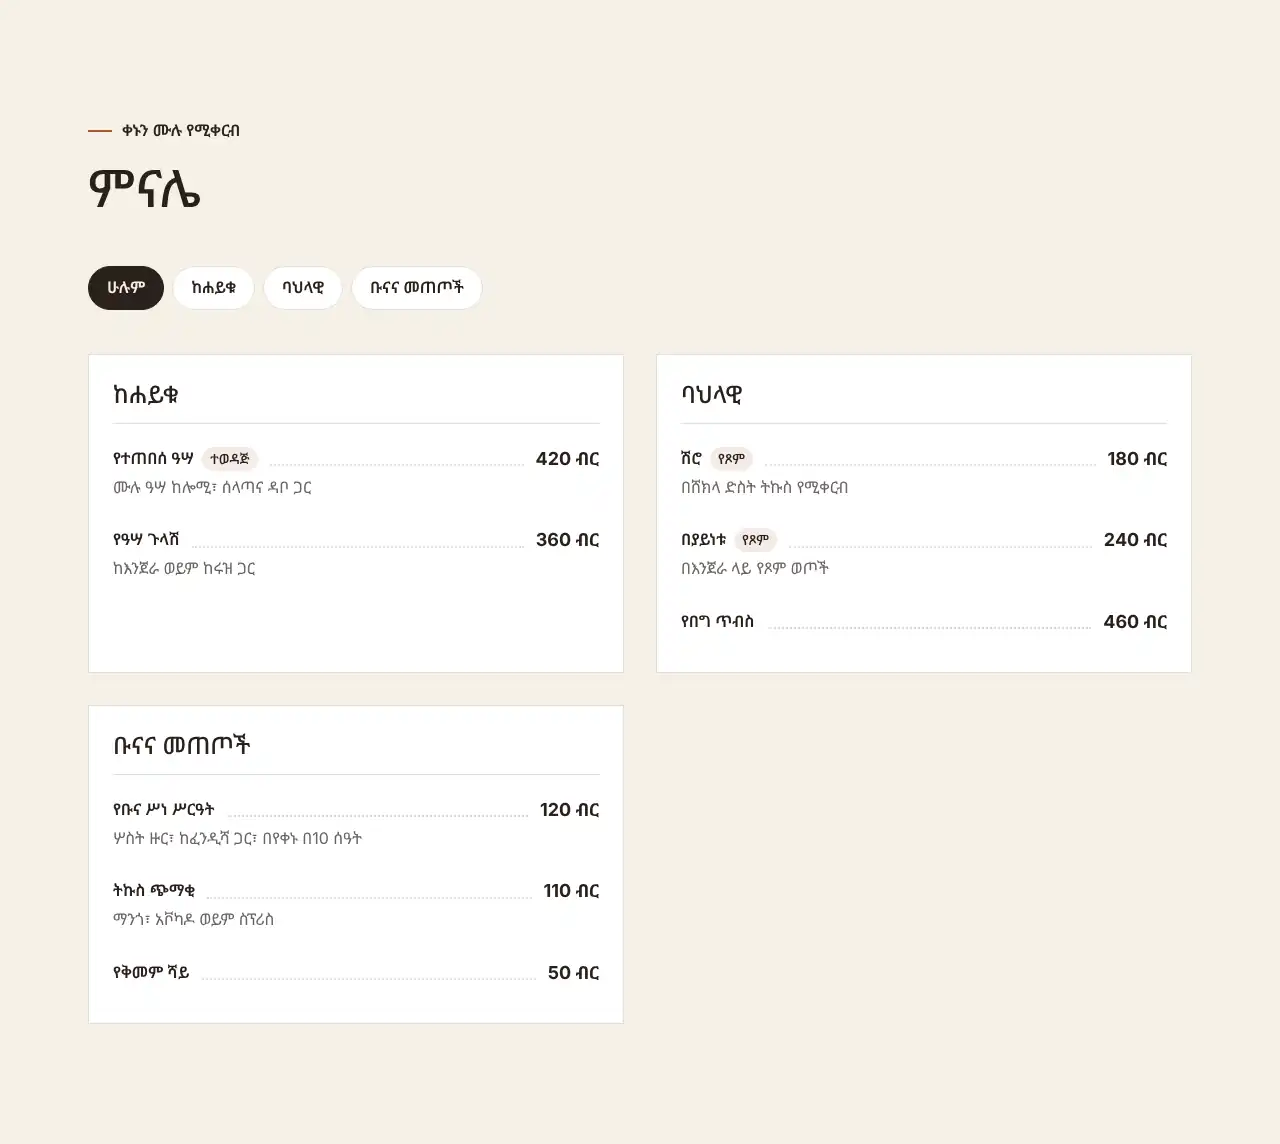 ቀኑን ሙሉ የሚቀርብ
ምናሌ
ሁሉም
ከሐይቁ
ባህላዊ
ቡናና መጠጦች
ከሐይቁ
የተጠበሰ ዓሣ ተወዳጅ 420 ብር
ሙሉ ዓሣ ከሎሚ፣ ሰላጣና ዳቦ ጋር
የዓሣ ጉላሽ 360 ብር
ከእንጀራ ወይም ከሩዝ ጋር
ባህላዊ
ሽሮ የጾም 180 ብር
በሸክላ ድስት ትኩስ የሚቀርብ
በያይነቱ የጾም 240 ብር
በእንጀራ ላይ የጾም ወጦች
የበግ ጥብስ 460 ብር
ቡናና መጠጦች
የቡና ሥነ ሥርዓት 120 ብር
ሦስት ዙር፣ ከፈንዲሻ ጋር፣ በየቀኑ በ10 ሰዓት
ትኩስ ጭማቂ 110 ብር
ማንጎ፣ አቮካዶ ወይም ስፕሪስ
የቅመም ሻይ 50 ብር